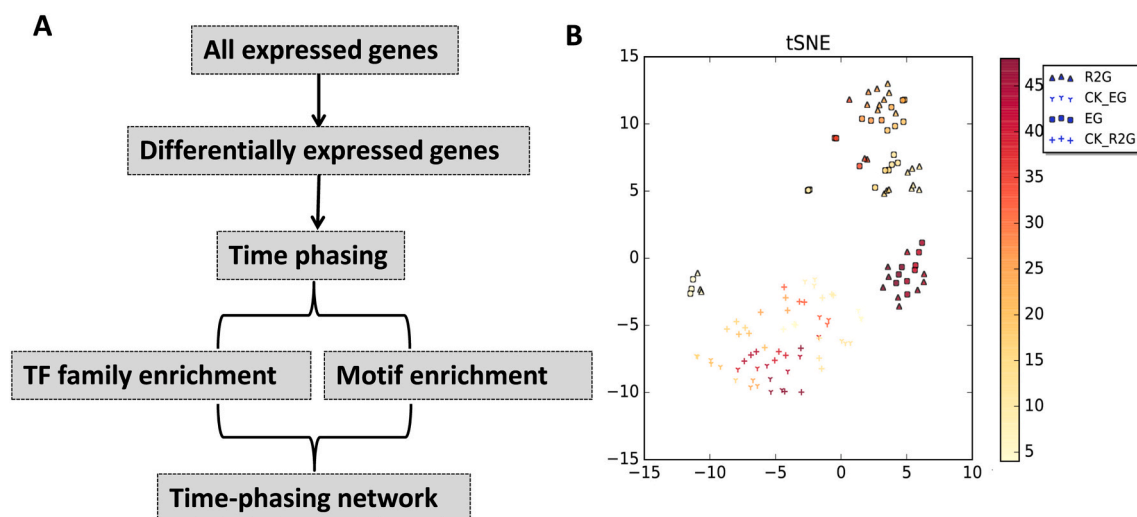 A
All expressed genes
Differentially expressed genes
Time phasing
TF family enrichment
Motif enrichment
Time-phasing network
B
tSNE
15
10
5
0
−5
−10
−15
−15
−10
−5
0
5
10
45
40
35
30
25
20
15
10
5
R2G
CK_EG
EG
CK_R2G